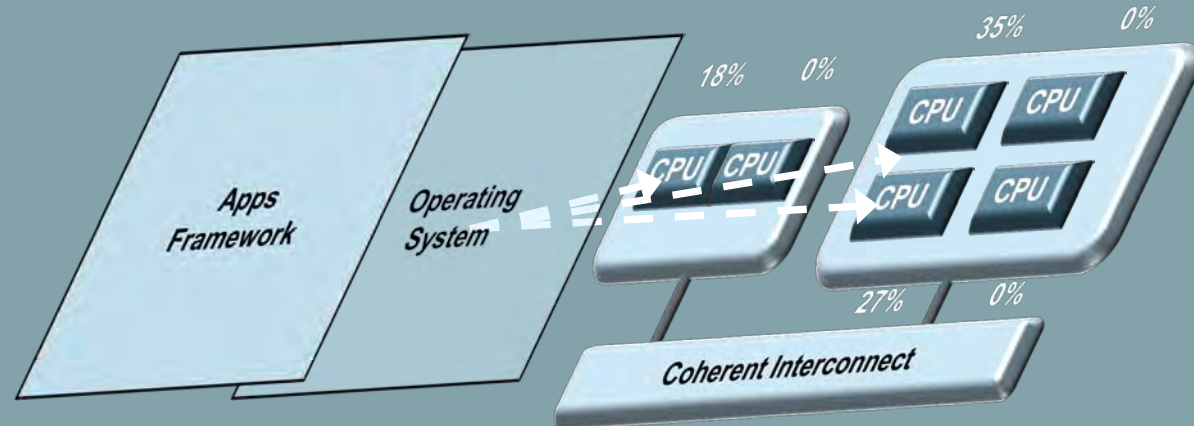 35%
0%
18%
0%
CPU
CPU
CPU
CPU
CPU
CPU
Apps
Framework
Operating
System
27%
0%
Coherent Interconnect